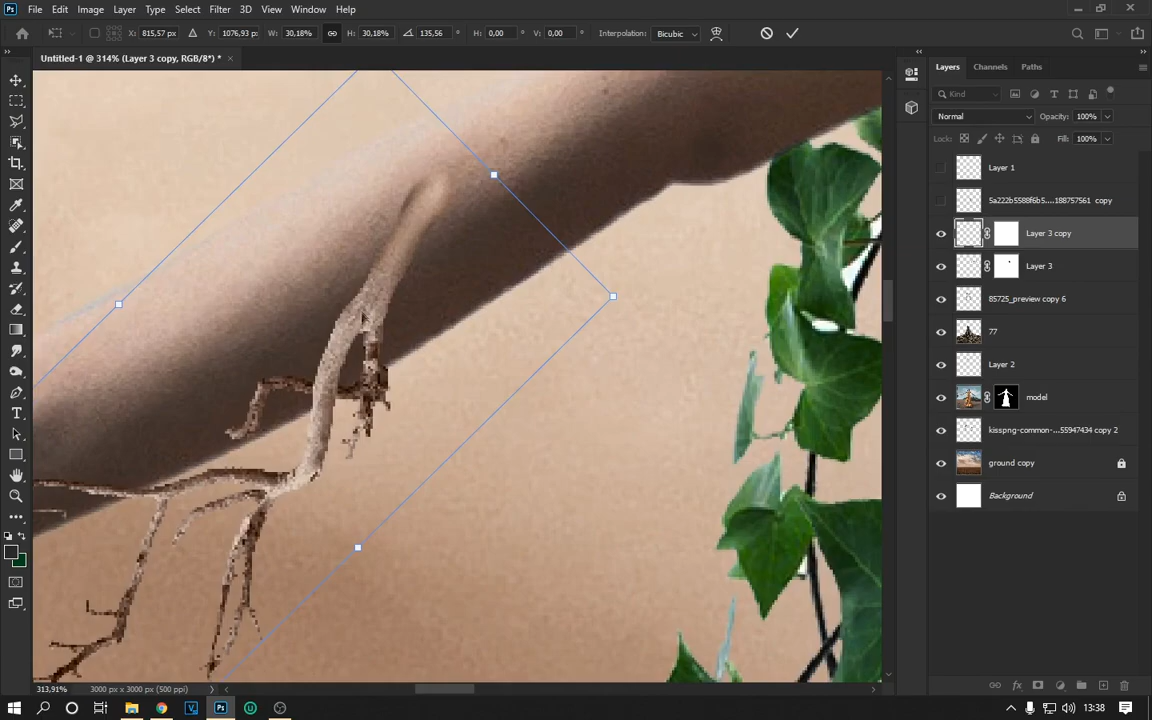 Ps File Edit Image Layer Type Select Filter 3D View Window Help
X: 815,57 px Y: 1076,93 px W: 30,18% H: 30,18% 135,56 ° H: 0,00 ° V: 0,00 ° Interpolation: Bicubic
Untitled-1 @ 314% (Layer 3 copy, RGB/8*) * ×
Layers Channels Paths
Kind
Normal Opacity: 100%
Lock: Fill: 100%
Layer 1
5a222b5588f6b5....188757561 copy
Layer 3 copy
Layer 3
85725_preview copy 6
77
Layer 2
model
kisspng-common-...55947434 copy 2
ground copy
Background
fx
313,91% 3000 px x 3000 px (500 ppi)
13:38